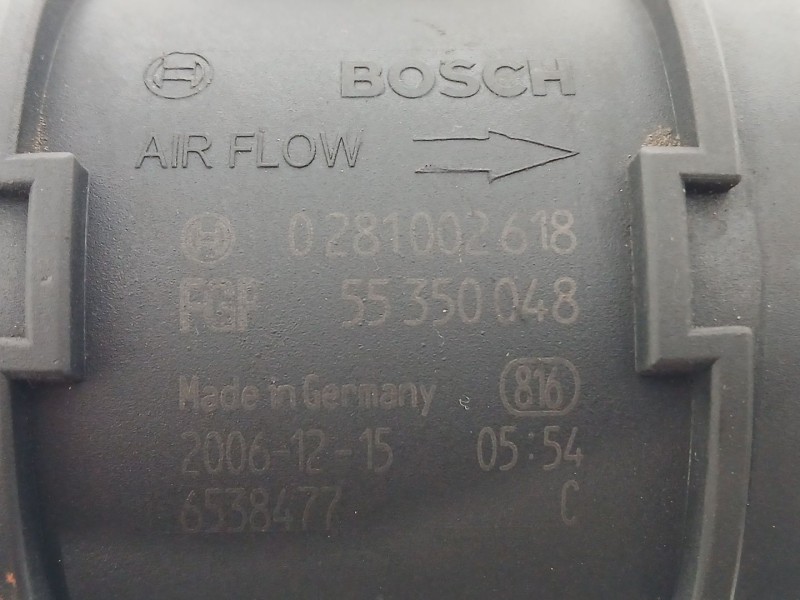 BOSCH
AIR FLOW
0 281 002 618
FGP 55 350 048
Made in Germany 816
2006-12-15 05:54
6538477 C